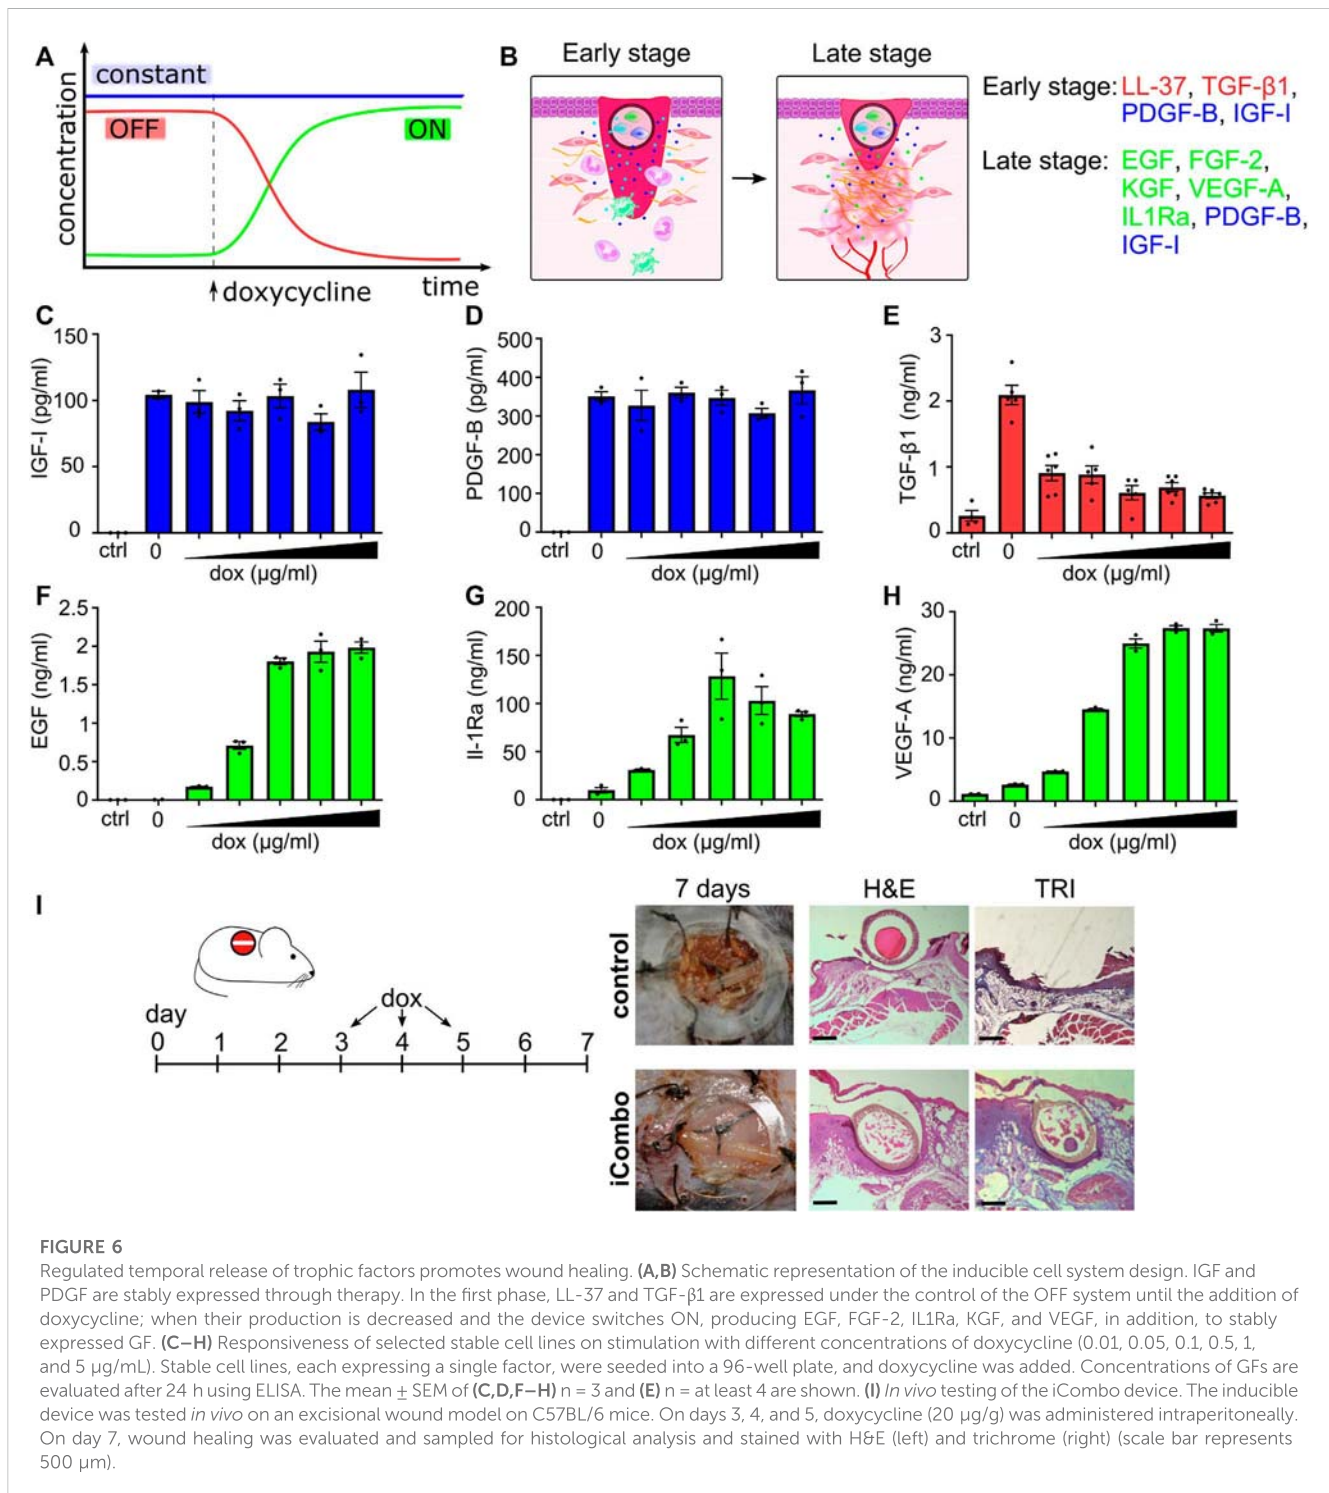 A
constant
OFF
ON
concentration
doxycycline
time
B
Early stage
Late stage
Early stage: LL-37, TGF-β1,
PDGF-B, IGF-I
Late stage: EGF, FGF-2,
KGF, VEGF-A,
IL1Ra, PDGF-B,
IGF-I
C
IGF-I (pg/ml)
150
100
50
0
ctrl
0
dox (µg/ml)
D
PDGF-B (pg/ml)
500
400
300
200
100
0
ctrl
0
dox (µg/ml)
E
TGF-β1 (ng/ml)
3
2
1
0
ctrl
0
dox (µg/ml)
F
EGF (ng/ml)
2.5
2
1.5
1
0.5
0
ctrl
0
dox (µg/ml)
G
Il-1Ra (ng/ml)
200
150
100
50
0
ctrl
0
dox (µg/ml)
H
VEGF-A (ng/ml)
30
20
10
0
ctrl
0
dox (µg/ml)
I
day
dox
0 1 2 3 4 5 6 7
7 days
H&E
TRI
control
iCombo
FIGURE 6
Regulated temporal release of trophic factors promotes wound healing. (A,B) Schematic representation of the inducible cell system design. IGF and
PDGF are stably expressed through therapy. In the first phase, LL-37 and TGF-β1 are expressed under the control of the OFF system until the addition of
doxycycline; when their production is decreased and the device switches ON, producing EGF, FGF-2, IL1Ra, KGF, and VEGF, in addition, to stably
expressed GF. (C–H) Responsiveness of selected stable cell lines on stimulation with different concentrations of doxycycline (0.01, 0.05, 0.1, 0.5, 1,
and 5 µg/mL). Stable cell lines, each expressing a single factor, were seeded into a 96-well plate, and doxycycline was added. Concentrations of GFs are
evaluated after 24 h using ELISA. The mean ± SEM of (C,D,F–H) n = 3 and (E) n = at least 4 are shown. (I) In vivo testing of the iCombo device. The inducible
device was tested in vivo on an excisional wound model on C57BL/6 mice. On days 3, 4, and 5, doxycycline (20 µg/g) was administered intraperitoneally.
On day 7, wound healing was evaluated and sampled for histological analysis and stained with H&E (left) and trichrome (right) (scale bar represents
500 µm).